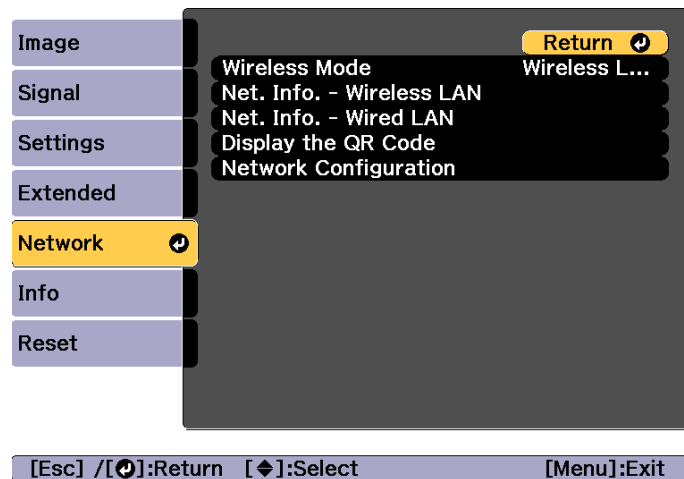 Image
Signal
Settings
Extended
Network
Info
Reset
Return
Wireless Mode Wireless L...
Net. Info. - Wireless LAN
Net. Info. - Wired LAN
Display the QR Code
Network Configuration
[Esc] /[⏎]:Return [◆]:Select [Menu]:Exit